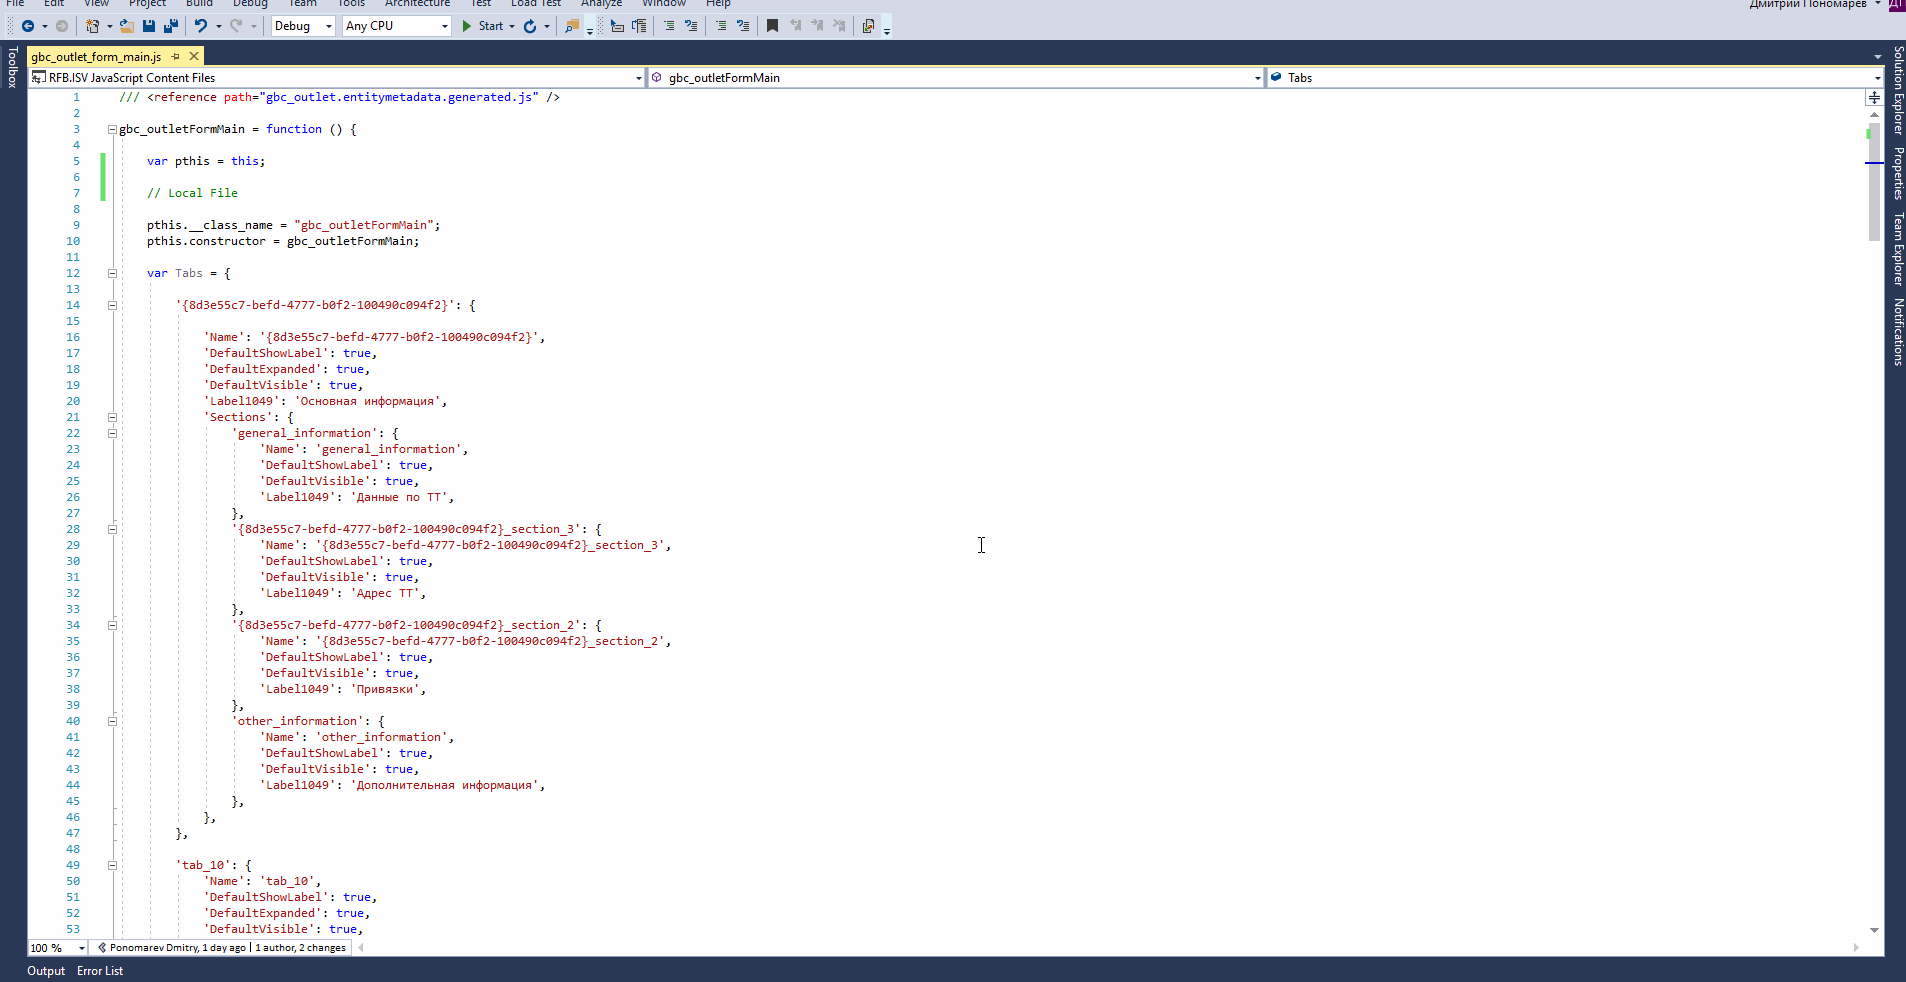 File Edit View Project Build Debug Team Tools Architecture Test Load Test Analyze Window Help Дмитрий Пономарев ДП
Debug Any CPU Start
gbc_outlet_form_main.js
RFB.ISV JavaScript Content Files gbc_outletFormMain Tabs
1 /// <reference path="gbc_outlet.entitymetadata.generated.js" />
2
3 gbc_outletFormMain = function () {
4
5 var pthis = this;
6
7 // Local File
8
9 pthis.__class_name = "gbc_outletFormMain";
10 pthis.constructor = gbc_outletFormMain;
11
12 var Tabs = {
13
14 '{8d3e55c7-befd-4777-b0f2-100490c094f2}': {
15
16 'Name': '{8d3e55c7-befd-4777-b0f2-100490c094f2}',
17 'DefaultShowLabel': true,
18 'DefaultExpanded': true,
19 'DefaultVisible': true,
20 'Label1049': 'Основная информация',
21 'Sections': {
22 'general_information': {
23 'Name': 'general_information',
24 'DefaultShowLabel': true,
25 'DefaultVisible': true,
26 'Label1049': 'Данные по ТТ',
27 },
28 '{8d3e55c7-befd-4777-b0f2-100490c094f2}_section_3': {
29 'Name': '{8d3e55c7-befd-4777-b0f2-100490c094f2}_section_3',
30 'DefaultShowLabel': true,
31 'DefaultVisible': true,
32 'Label1049': 'Адрес ТТ',
33 },
34 '{8d3e55c7-befd-4777-b0f2-100490c094f2}_section_2': {
35 'Name': '{8d3e55c7-befd-4777-b0f2-100490c094f2}_section_2',
36 'DefaultShowLabel': true,
37 'DefaultVisible': true,
38 'Label1049': 'Привязки',
39 },
40 'other_information': {
41 'Name': 'other_information',
42 'DefaultShowLabel': true,
43 'DefaultVisible': true,
44 'Label1049': 'Дополнительная информация',
45 },
46 },
47 },
48
49 'tab_10': {
50 'Name': 'tab_10',
51 'DefaultShowLabel': true,
52 'DefaultExpanded': true,
53 'DefaultVisible': true,
100 % Ponomarev Dmitry, 1 day ago | 1 author, 2 changes
Output Error List
Toolbox
Solution Explorer
Properties
Team Explorer
Notifications